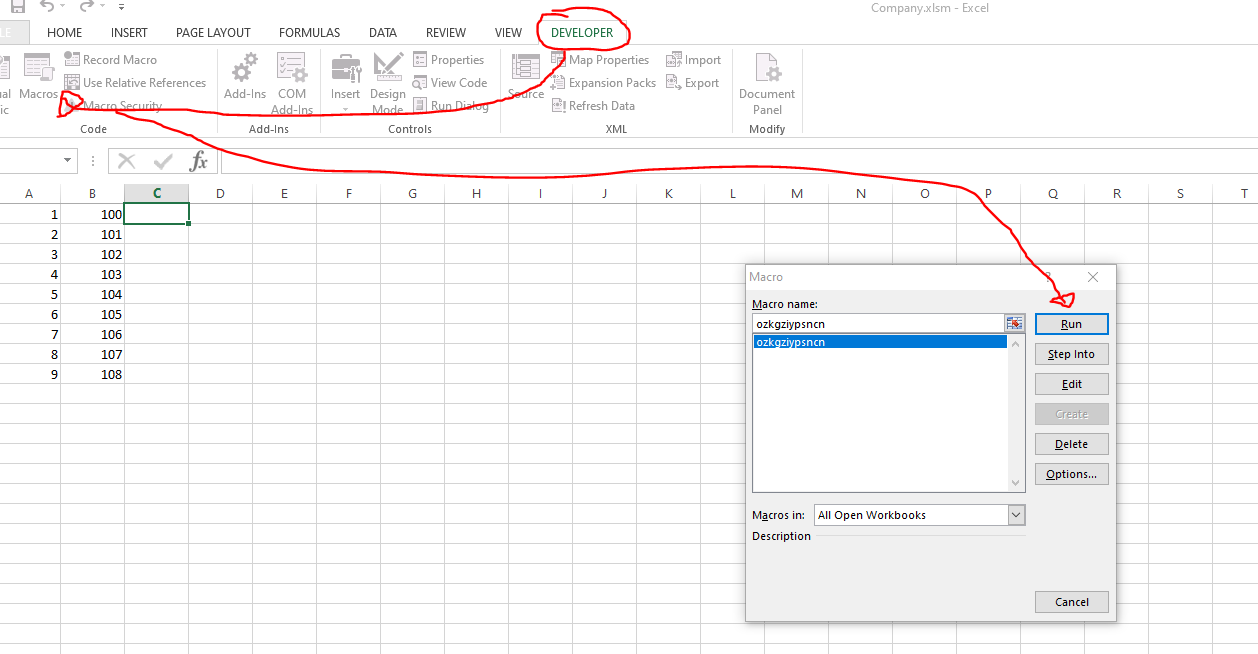 Company.xlsm - Excel
LE HOME INSERT PAGE LAYOUT FORMULAS DATA REVIEW VIEW DEVELOPER
Record Macro
Use Relative References
Macro Security
ual
ic
Macros
Code
Add-Ins
COM
Add-Ins
Add-Ins
Insert
Design
Mode
Properties
View Code
Run Dialog
Controls
Source
Map Properties
Expansion Packs
Refresh Data
Import
Export
XML
Document
Panel
Modify
fx
A B C D E F G H I J K L M N O P Q R S T
1 100
2 101
3 102
4 103
5 104
6 105
7 106
8 107
9 108
Macro ?
Macro name:
ozkgziypsncn
ozkgziypsncn
Run
Step Into
Edit
Create
Delete
Options...
Macros in: All Open Workbooks
Description
Cancel